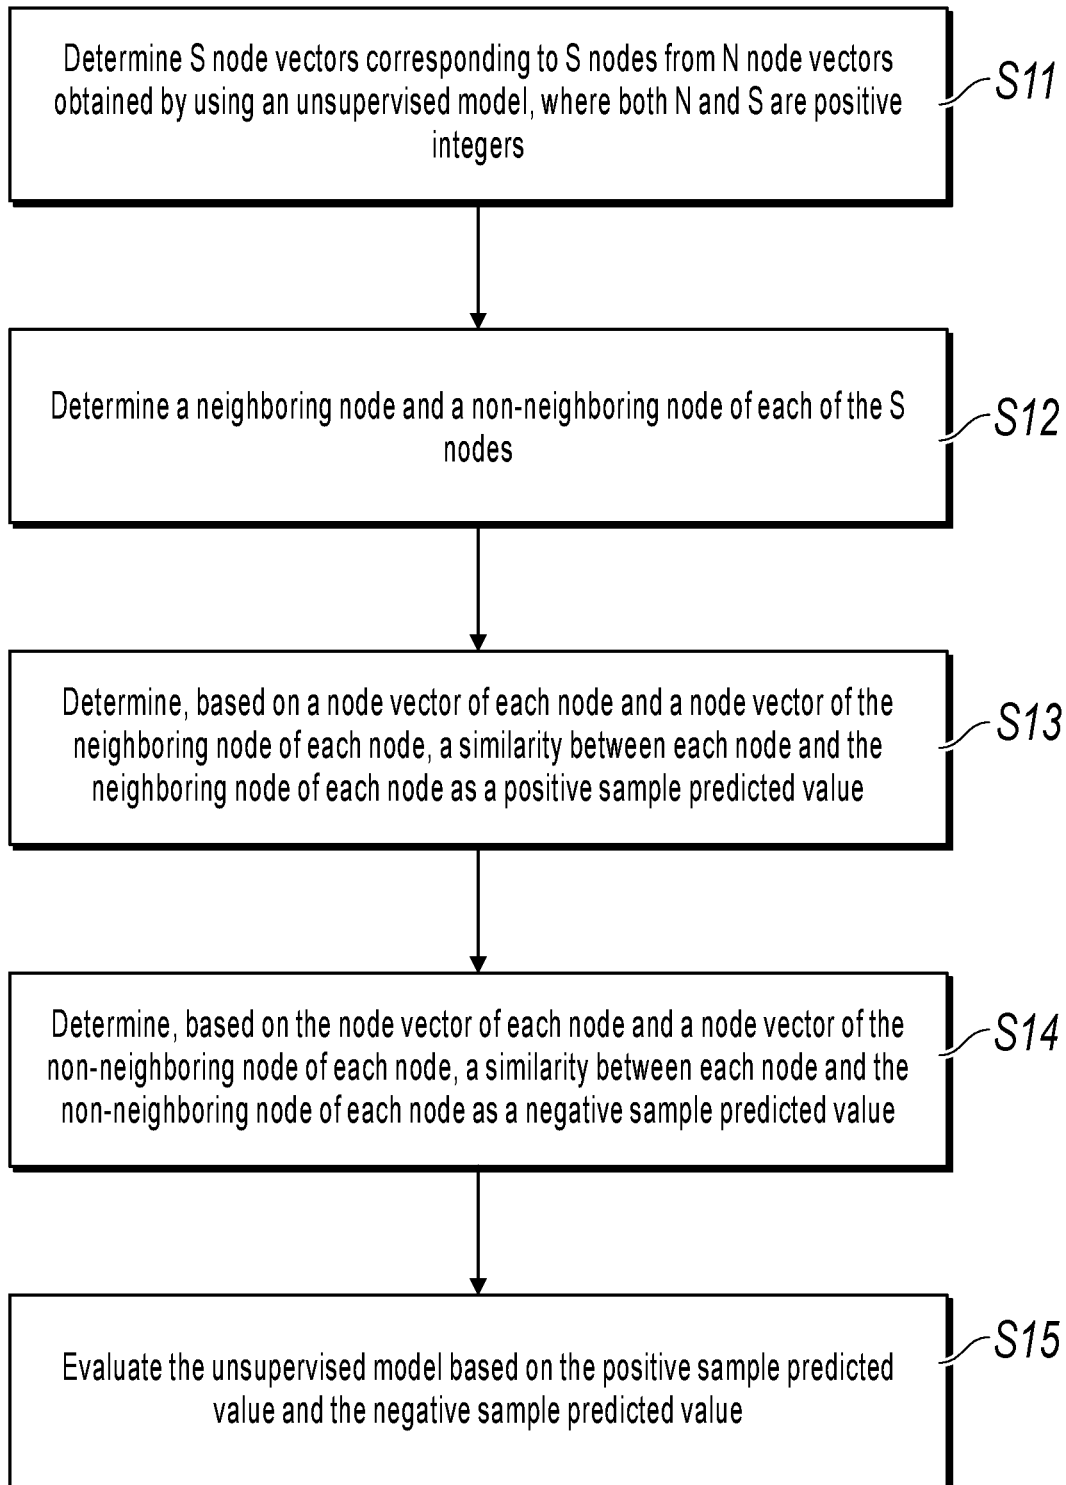 Determine S node vectors corresponding to S nodes from N node vectors
obtained by using an unsupervised model, where both N and S are positive
integers
S11
Determine a neighboring node and a non-neighboring node of each of the S
nodes
S12
Determine, based on a node vector of each node and a node vector of the
neighboring node of each node, a similarity between each node and the
neighboring node of each node as a positive sample predicted value
S13
Determine, based on the node vector of each node and a node vector of the
non-neighboring node of each node, a similarity between each node and the
non-neighboring node of each node as a negative sample predicted value
S14
Evaluate the unsupervised model based on the positive sample predicted
value and the negative sample predicted value
S15